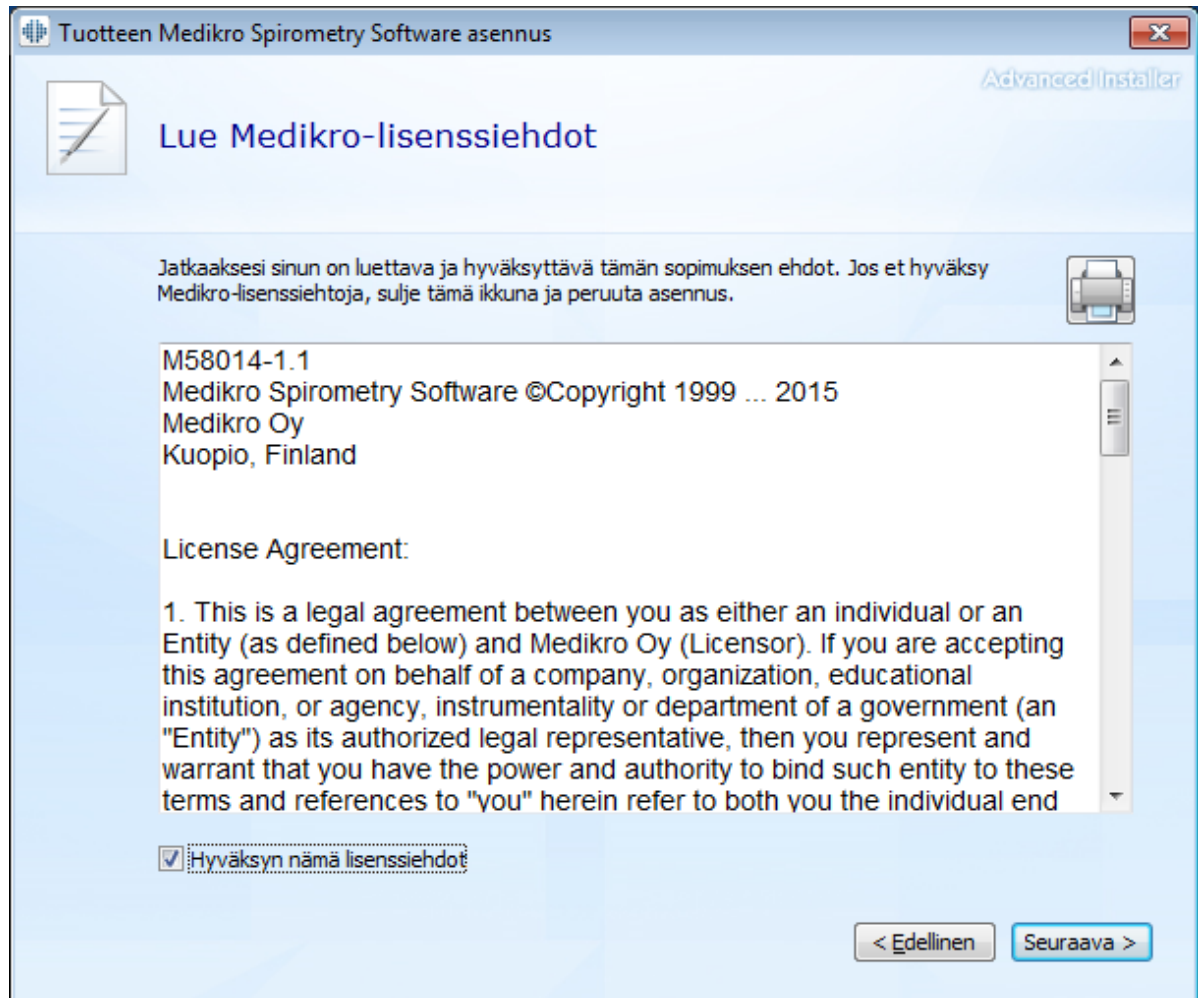 Tuotteen Medikro Spirometry Software asennus
Advanced Installer
Lue Medikro-lisenssiehdot
Jatkaaksesi sinun on luettava ja hyväksyttävä tämän sopimuksen ehdot. Jos et hyväksy
Medikro-lisenssiehtoja, sulje tämä ikkuna ja peruuta asennus.
M58014-1.1
Medikro Spirometry Software ©Copyright 1999 ... 2015
Medikro Oy
Kuopio, Finland
License Agreement:
1. This is a legal agreement between you as either an individual or an
Entity (as defined below) and Medikro Oy (Licensor). If you are accepting
this agreement on behalf of a company, organization, educational
institution, or agency, instrumentality or department of a government (an
"Entity") as its authorized legal representative, then you represent and
warrant that you have the power and authority to bind such entity to these
terms and references to "you" herein refer to both you the individual end
Hyväksyn nämä lisenssiehdot
< Edellinen
Seuraava >